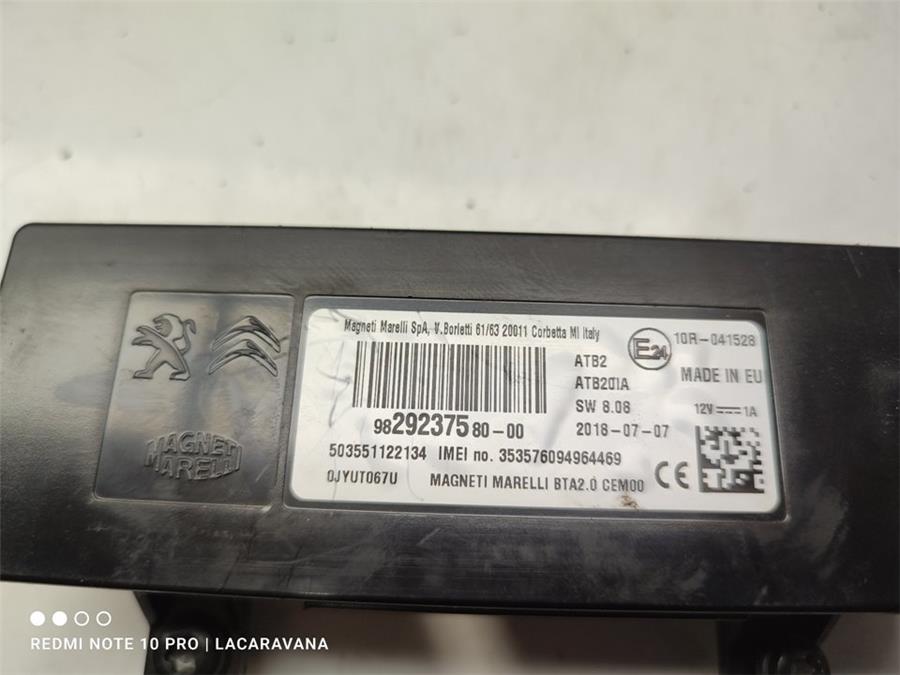 Magneti Marelli SpA, V.Borletti 61/63 20011 Corbetta MI Italy
ATB2
ATB201A
SW 8.08
2018-07-07
E24
10R-041528
MADE IN EU
12V 1A
9829237580-00
503551122134 IMEI no. 353576094964469
0JYUT067U MAGNETI MARELLI BTA2.0 CEM00
CE
MAGNETI
MARELLI
REDMI NOTE 10 PRO | LACARAVANA